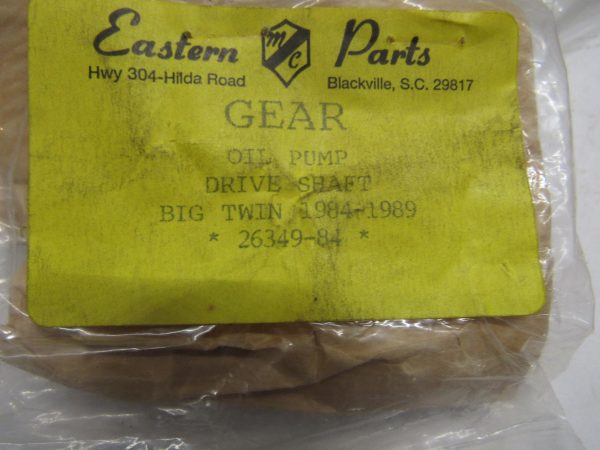 Eastern MC Parts
Hwy 304-Hilda Road Blackville, S.C. 29817
GEAR
OIL PUMP
DRIVE SHAFT
BIG TWIN 1984-1989
* 26349-84 *